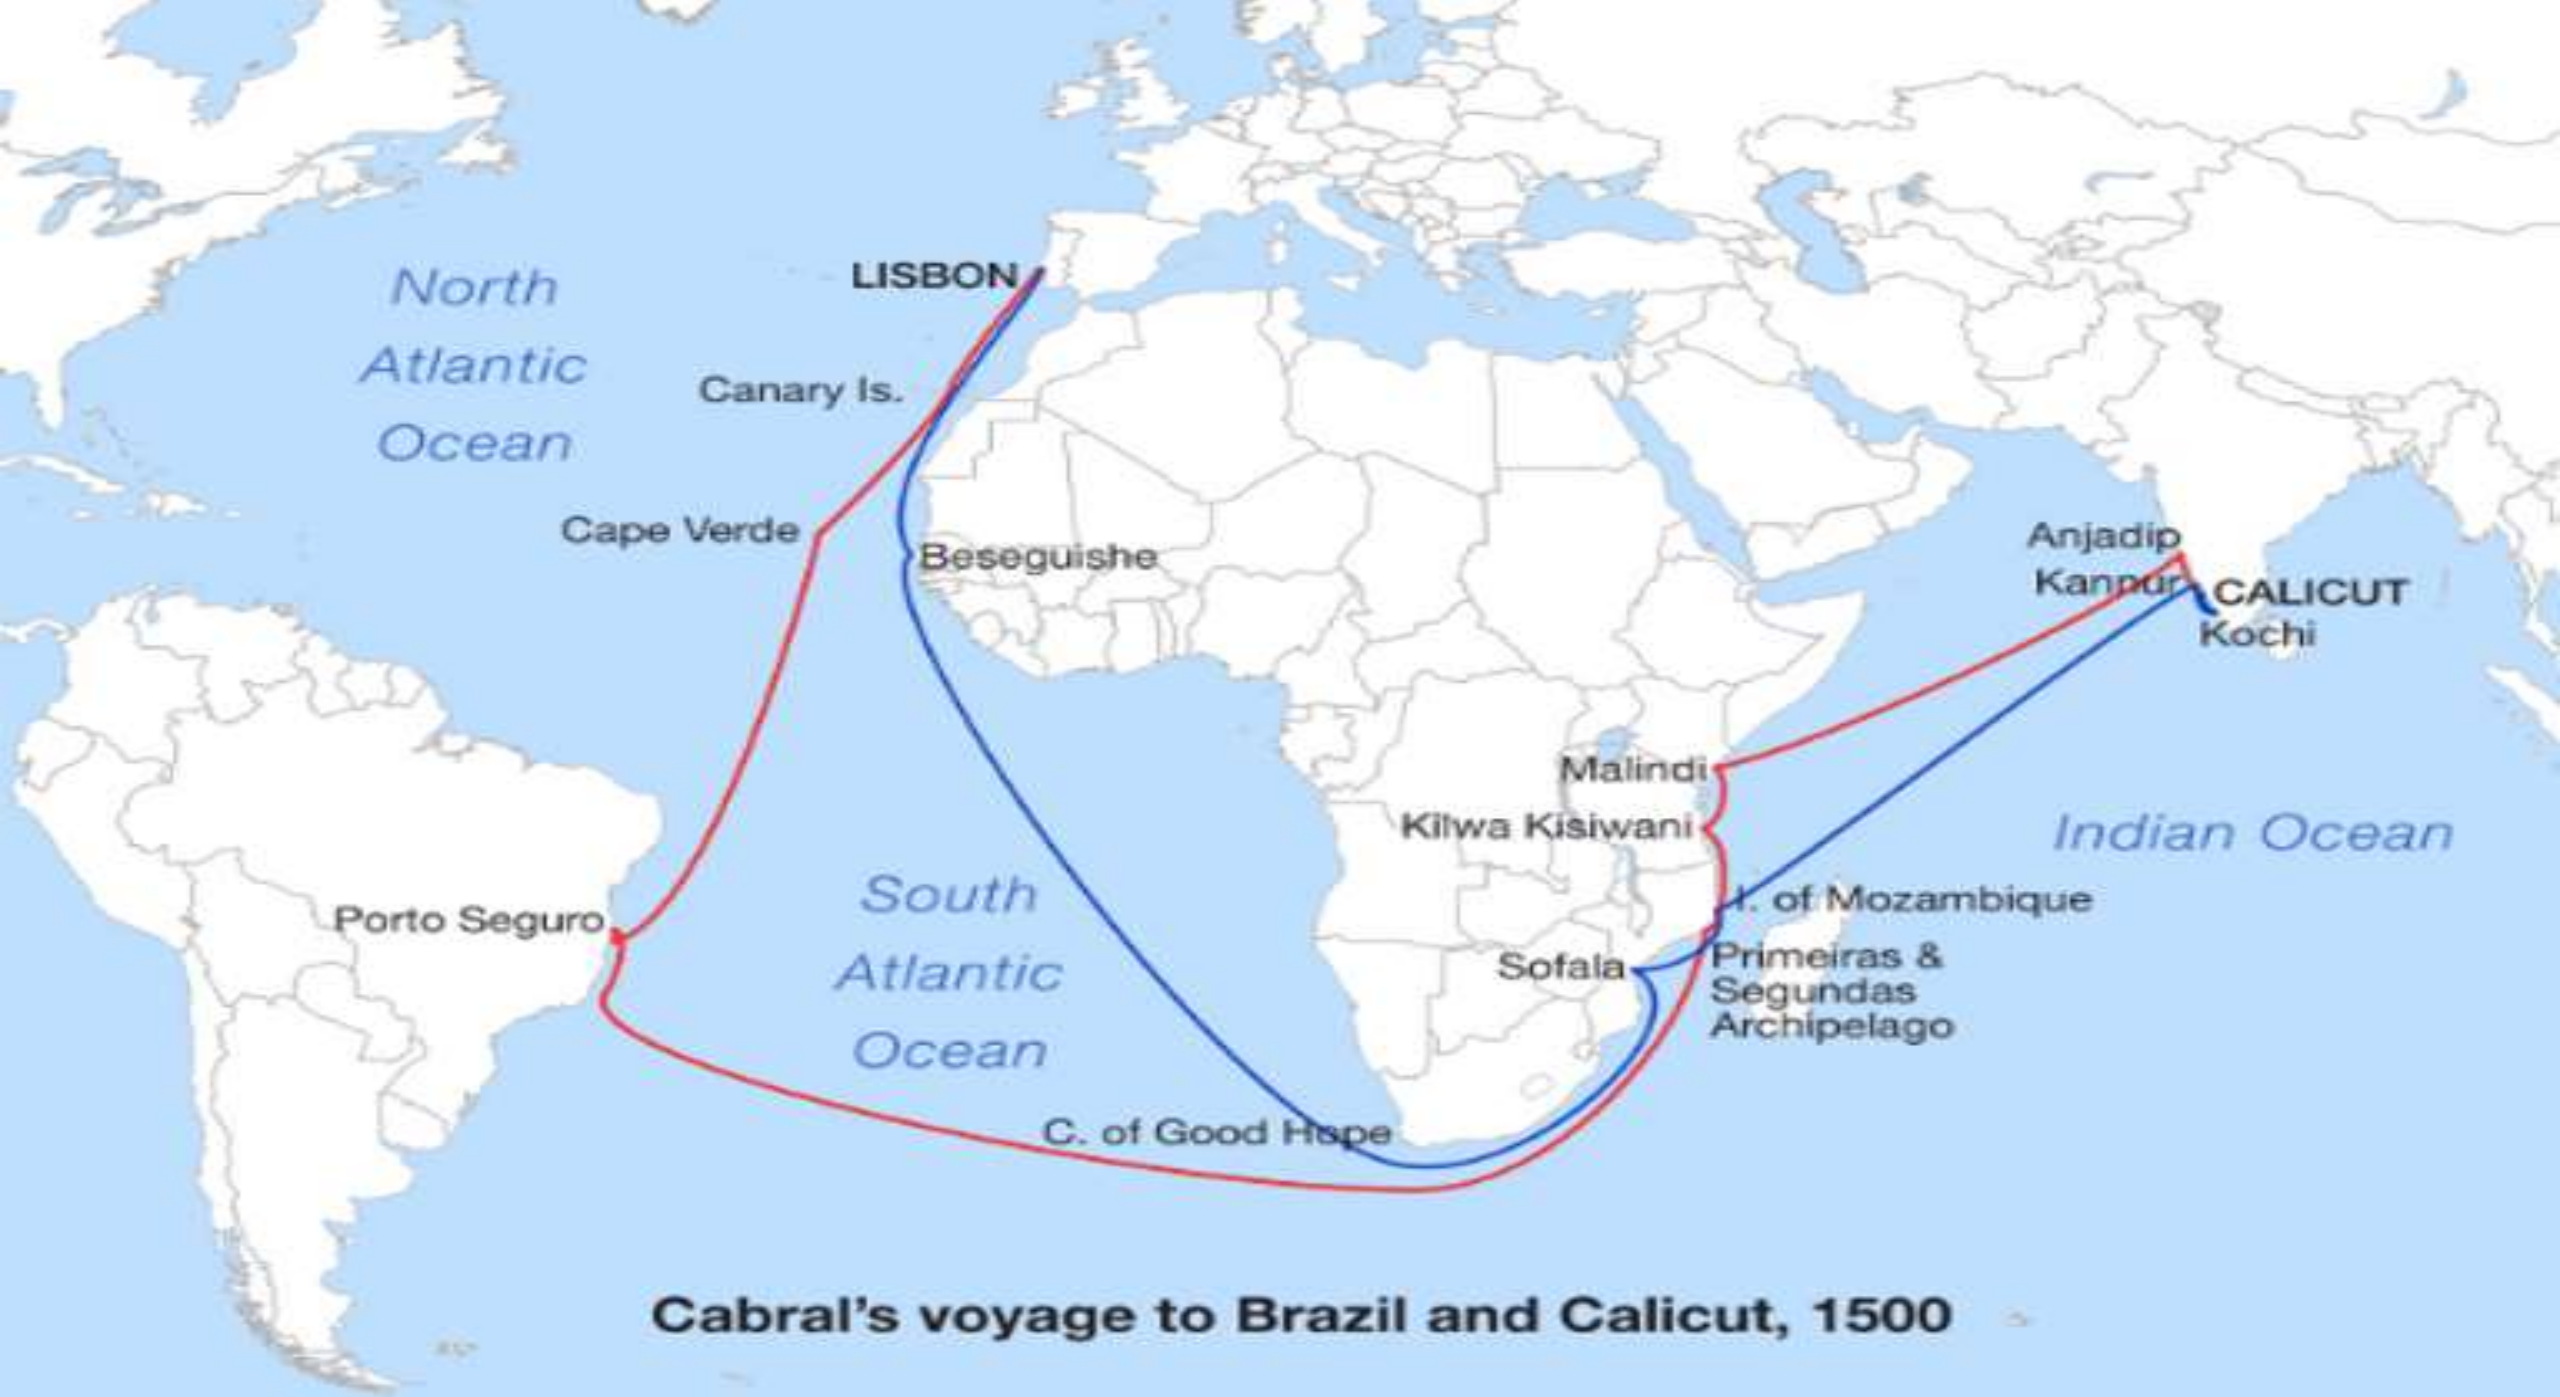 LISBON
North
Atlantic
Ocean
Canary Is.
Cape Verde
Beseguishe
Anjadip
Kannur
CALICUT
Kochi
Malindi
Kilwa Kisiwani
Indian Ocean
I. of Mozambique
Porto Seguro
South
Atlantic
Ocean
Sofala
Primeiras &
Segundas
Archipelago
C. of Good Hope
Cabral's voyage to Brazil and Calicut, 1500